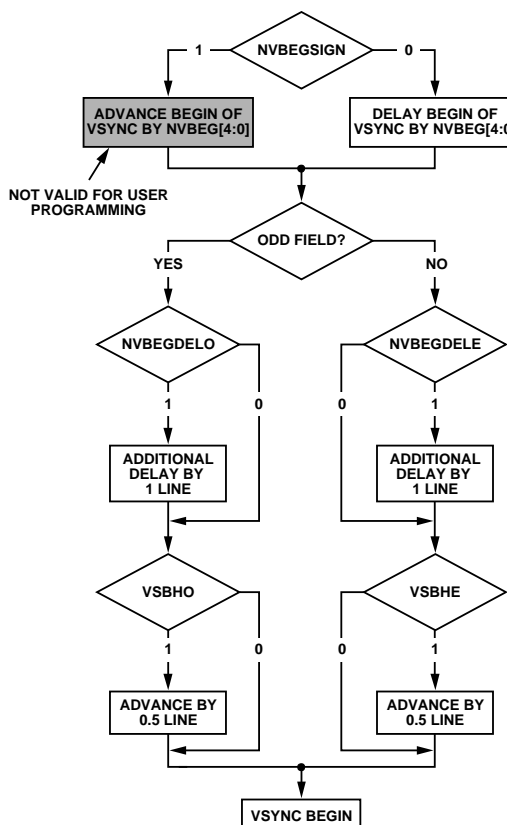 NVBEGSIGN
1
0
ADVANCE BEGIN OF
VSYNC BY NVBEG[4:0]
DELAY BEGIN OF
VSYNC BY NVBEG[4:0
NOT VALID FOR USER
PROGRAMMING
ODD FIELD?
YES
NO
NVBEGDELO
NVBEGDELE
1
0
0
1
ADDITIONAL
DELAY BY
1 LINE
ADDITIONAL
DELAY BY
1 LINE
VSBHO
VSBHE
1
0
0
1
ADVANCE BY
0.5 LINE
ADVANCE BY
0.5 LINE
VSYNC BEGIN